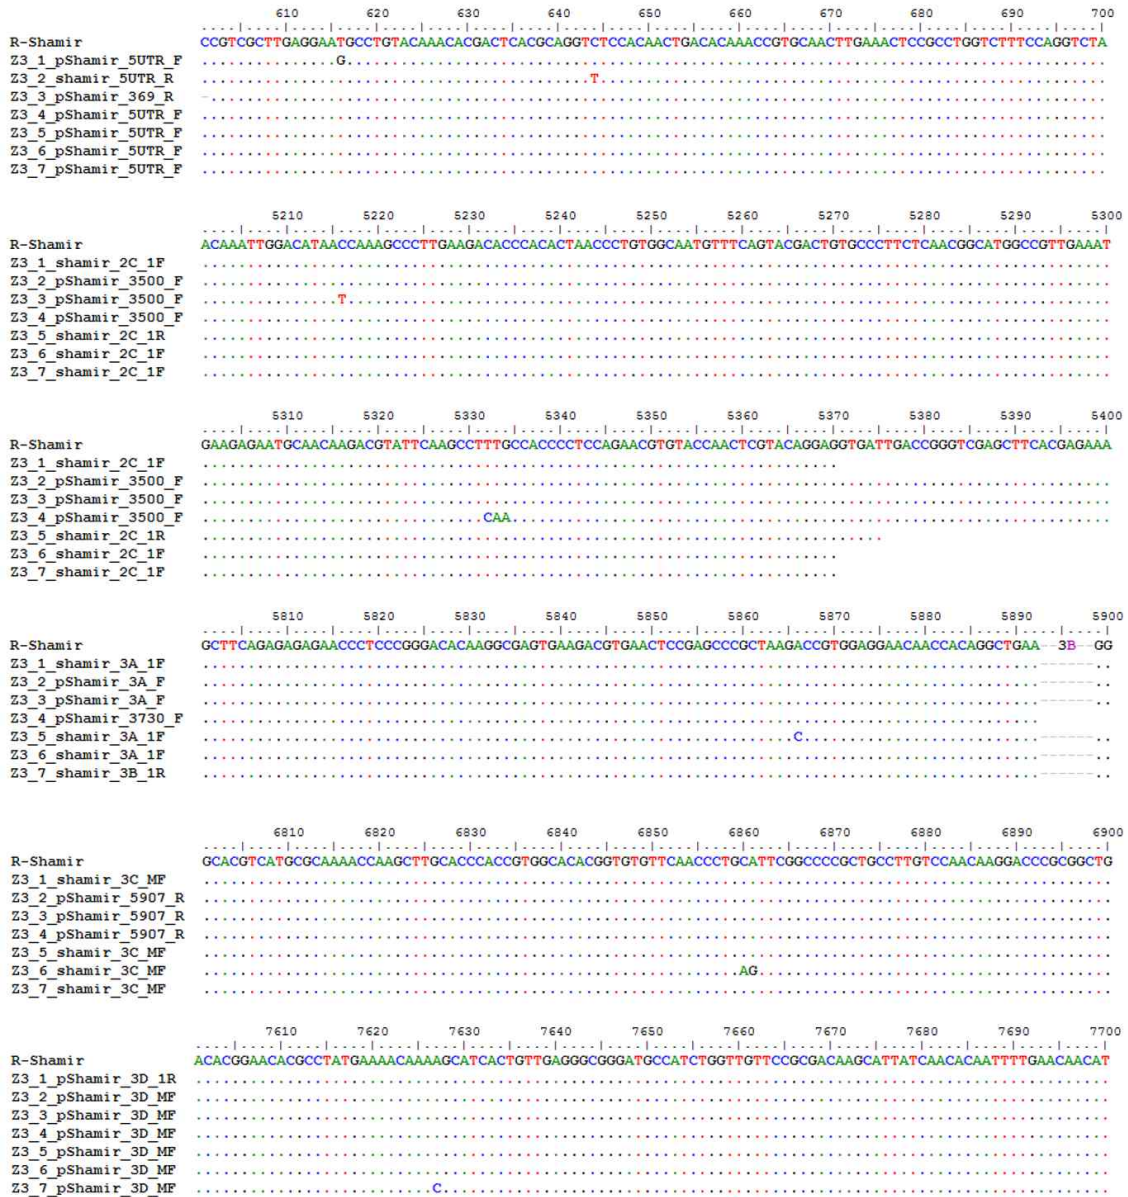 610 620 630 640 650 660 670 680 690 700
R-Shamir CCGTCGCTTGAGGAATGCCTGTACAAACACGACTCACGCAGGTCTCCACAACTGACACAAACCGTGCAACTTGAAACTCCGCCTGGTCTTTCCAGGTCTA
Z3_1_pShamir_5UTR_F G
Z3_2_shamir_5UTR_R T
Z3_3_pShamir_369_R -
Z3_4_pShamir_5UTR_F
Z3_5_pShamir_5UTR_F
Z3_6_pShamir_5UTR_F
Z3_7_pShamir_5UTR_F
5210 5220 5230 5240 5250 5260 5270 5280 5290 5300
R-Shamir ACAAATTGGACATAACCAAAGCCCTTGAAGACACCCACACTAACCCTGTGGCAATGTTTCAGTACGACTGTGCCCTTCTCAACGGCATGGCCGTTGAAAT
Z3_1_shamir_2C_1F
Z3_2_pShamir_3500_F
Z3_3_pShamir_3500_F T
Z3_4_pShamir_3500_F
Z3_5_shamir_2C_1R
Z3_6_shamir_2C_1F
Z3_7_shamir_2C_1F
5310 5320 5330 5340 5350 5360 5370 5380 5390 5400
R-Shamir GAAGAGAATGCAACAAGACGTATTCAAGCCTTTGCCACCCCTCCAGAACGTGTACCAACTCGTACAGGAGGTGATTGACCGGGTCGAGCTTCACGAGAAA
Z3_1_shamir_2C_1F
Z3_2_pShamir_3500_F
Z3_3_pShamir_3500_F
Z3_4_pShamir_3500_F CAA
Z3_5_shamir_2C_1R
Z3_6_shamir_2C_1F
Z3_7_shamir_2C_1F
5810 5820 5830 5840 5850 5860 5870 5880 5890 5900
R-Shamir GCTTCAGAGAGAGAACCCTCCCGGGACACAAGGCGAGTGAAGACGTGAACTCCGAGCCCGCTAAGACCGTGGAGGAACAACCACAGGCTGAA--3B--GG
Z3_1_shamir_3A_1F ------
Z3_2_pShamir_3A_F ------
Z3_3_pShamir_3A_F ------
Z3_4_pShamir_3730_F
Z3_5_shamir_3A_1F C ------
Z3_6_shamir_3A_1F ------
Z3_7_shamir_3B_1R ------
6810 6820 6830 6840 6850 6860 6870 6880 6890 6900
R-Shamir GCACGTCATGCGCAAAACCAAGCTTGCACCCACCGTGGCACACGGTGTGTTCAACCCTGCATTCGGCCCCGCTGCCTTGTCCAACAAGGACCCGCGGCTG
Z3_1_shamir_3C_MF
Z3_2_pShamir_5907_R
Z3_3_pShamir_5907_R
Z3_4_pShamir_5907_R
Z3_5_shamir_3C_MF
Z3_6_shamir_3C_MF AG
Z3_7_shamir_3C_MF
7610 7620 7630 7640 7650 7660 7670 7680 7690 7700
R-Shamir ACACGGAACACGCCTATGAAAACAAAAGCATCACTGTTGAGGGCGGGATGCCATCTGGTTGTTCCGCGACAAGCATTATCAACACAATTTTGAACAACAT
Z3_1_pShamir_3D_1R
Z3_2_pShamir_3D_MF
Z3_3_pShamir_3D_MF
Z3_4_pShamir_3D_MF
Z3_5_pShamir_3D_MF
Z3_6_pShamir_3D_MF
Z3_7_pShamir_3D_MF C